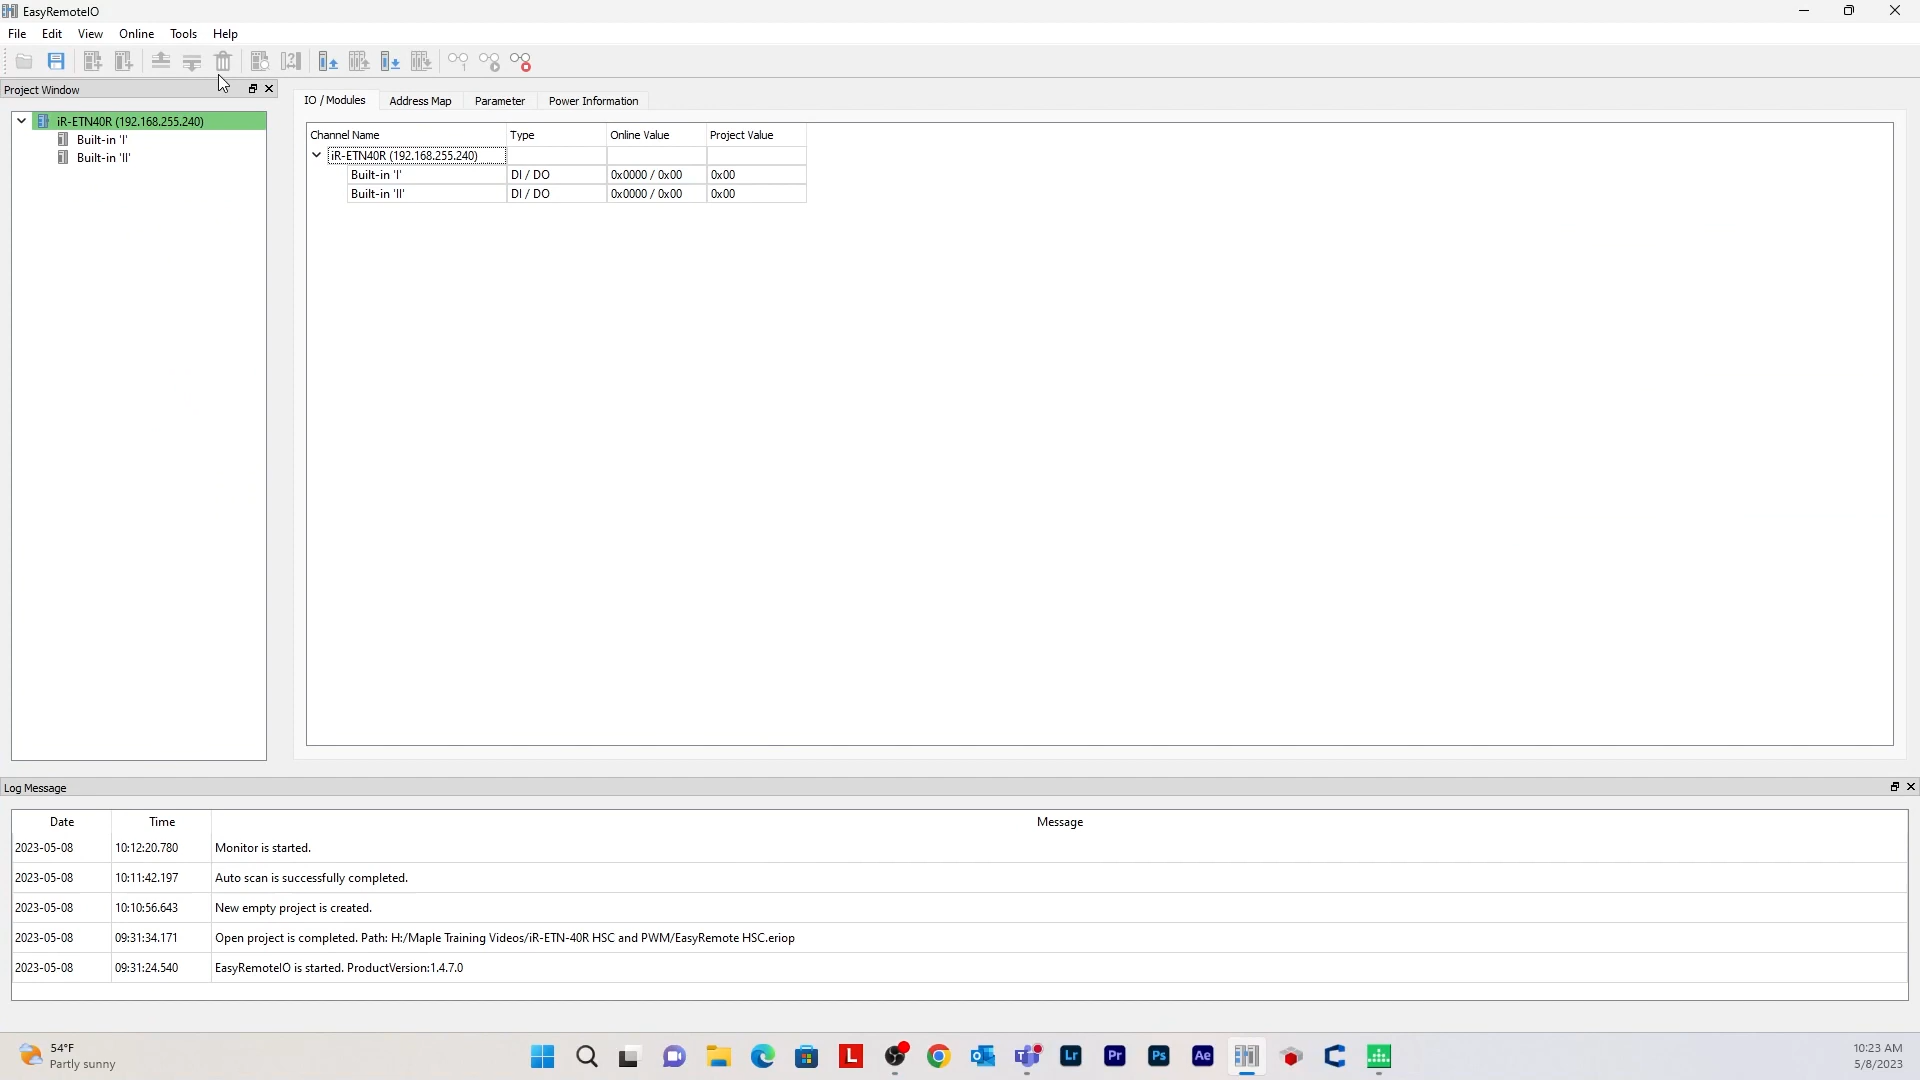 EasyRemoteIO
File Edit View Online Tools Help
Project Window
iR-ETN40R (192.168.255.240)
Built-in 'I'
Built-in 'II'
IO / Modules Address Map Parameter Power Information
Channel Name Type Online Value Project Value
iR-ETN40R (192.168.255.240)
Built-in 'I' DI / DO 0x0000 / 0x00 0x00
Built-in 'II' DI / DO 0x0000 / 0x00 0x00
Log Message
Date Time Message
2023-05-08 10:12:20.780 Monitor is started.
2023-05-08 10:11:42.197 Auto scan is successfully completed.
2023-05-08 10:10:56.643 New empty project is created.
2023-05-08 09:31:34.171 Open project is completed. Path: H:/Maple Training Videos/iR-ETN-40R HSC and PWM/EasyRemote HSC.eriop
2023-05-08 09:31:24.540 EasyRemoteIO is started. ProductVersion:1.4.7.0
54°F
Partly sunny
L
Lr
Pr
Ps
Ae
10:23 AM
5/8/2023